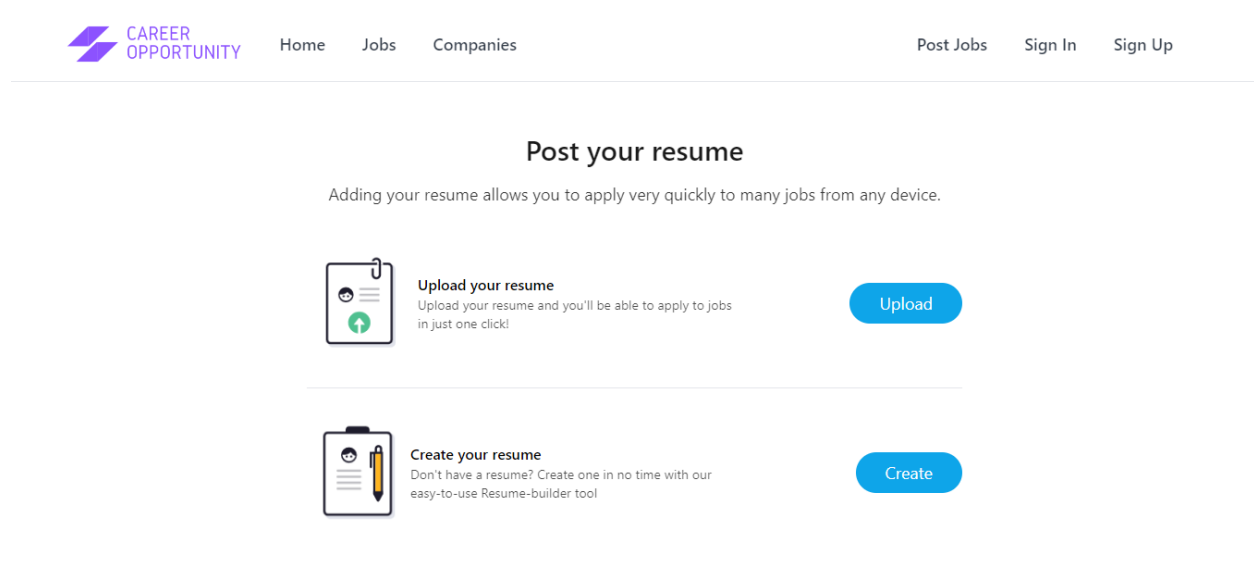 CAREER
OPPORTUNITY
Home Jobs Companies Post Jobs Sign In Sign Up
Post your resume
Adding your resume allows you to apply very quickly to many jobs from any device.
Upload your resume
Upload your resume and you'll be able to apply to jobs
in just one click!
Upload
Create your resume
Don't have a resume? Create one in no time with our
easy-to-use Resume-builder tool
Create